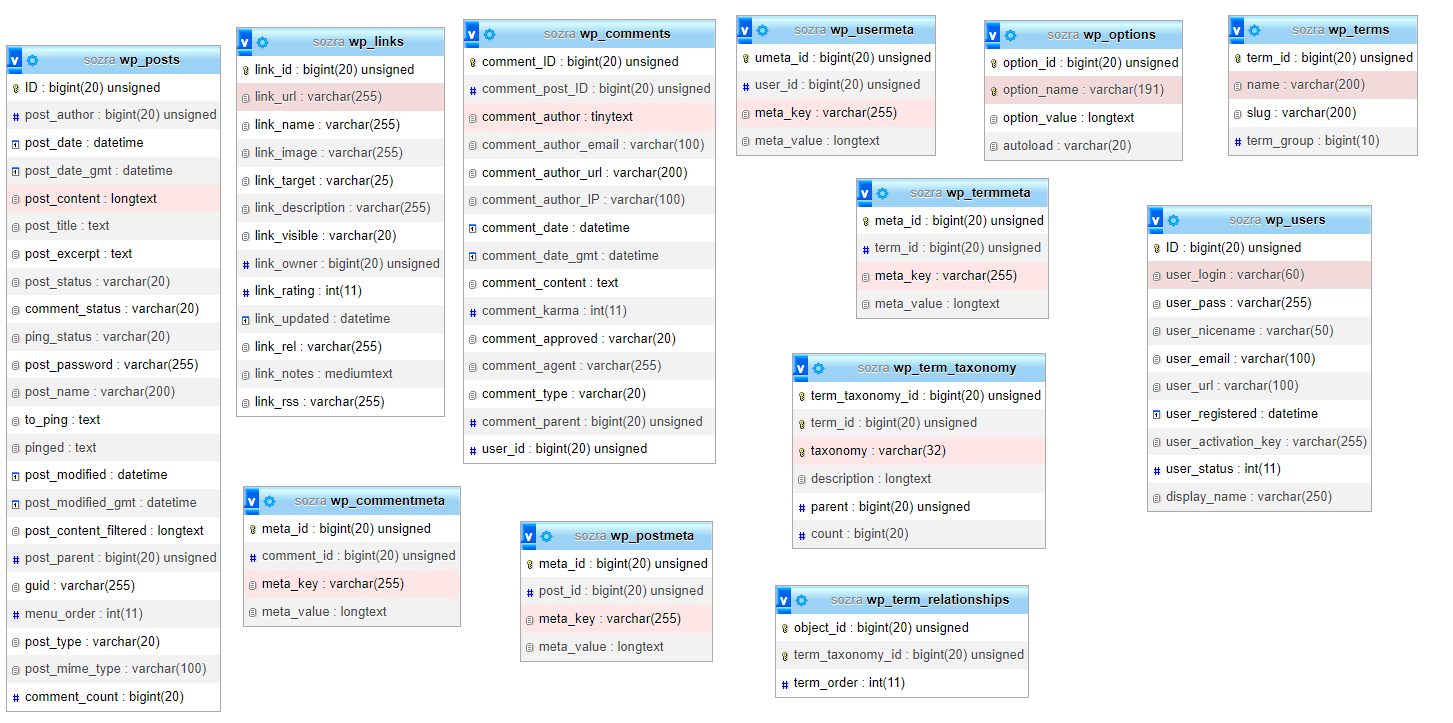 v sozra wp_posts
ID : bigint(20) unsigned
post_author : bigint(20) unsigned
post_date : datetime
post_date_gmt : datetime
post_content : longtext
post_title : text
post_excerpt : text
post_status : varchar(20)
comment_status : varchar(20)
ping_status : varchar(20)
post_password : varchar(255)
post_name : varchar(200)
to_ping : text
pinged : text
post_modified : datetime
post_modified_gmt : datetime
post_content_filtered : longtext
post_parent : bigint(20) unsigned
guid : varchar(255)
menu_order : int(11)
post_type : varchar(20)
post_mime_type : varchar(100)
comment_count : bigint(20)
v sozra wp_links
link_id : bigint(20) unsigned
link_url : varchar(255)
link_name : varchar(255)
link_image : varchar(255)
link_target : varchar(25)
link_description : varchar(255)
link_visible : varchar(20)
link_owner : bigint(20) unsigned
link_rating : int(11)
link_updated : datetime
link_rel : varchar(255)
link_notes : mediumtext
link_rss : varchar(255)
v sozra wp_commentmeta
meta_id : bigint(20) unsigned
comment_id : bigint(20) unsigned
meta_key : varchar(255)
meta_value : longtext
v sozra wp_comments
comment_ID : bigint(20) unsigned
comment_post_ID : bigint(20) unsigned
comment_author : tinytext
comment_author_email : varchar(100)
comment_author_url : varchar(200)
comment_author_IP : varchar(100)
comment_date : datetime
comment_date_gmt : datetime
comment_content : text
comment_karma : int(11)
comment_approved : varchar(20)
comment_agent : varchar(255)
comment_type : varchar(20)
comment_parent : bigint(20) unsigned
user_id : bigint(20) unsigned
v sozra wp_postmeta
meta_id : bigint(20) unsigned
post_id : bigint(20) unsigned
meta_key : varchar(255)
meta_value : longtext
v sozra wp_usermeta
umeta_id : bigint(20) unsigned
user_id : bigint(20) unsigned
meta_key : varchar(255)
meta_value : longtext
v sozra wp_options
option_id : bigint(20) unsigned
option_name : varchar(191)
option_value : longtext
autoload : varchar(20)
v sozra wp_terms
term_id : bigint(20) unsigned
name : varchar(200)
slug : varchar(200)
term_group : bigint(10)
v sozra wp_termmeta
meta_id : bigint(20) unsigned
term_id : bigint(20) unsigned
meta_key : varchar(255)
meta_value : longtext
v sozra wp_users
ID : bigint(20) unsigned
user_login : varchar(60)
user_pass : varchar(255)
user_nicename : varchar(50)
user_email : varchar(100)
user_url : varchar(100)
user_registered : datetime
user_activation_key : varchar(255)
user_status : int(11)
display_name : varchar(250)
v sozra wp_term_taxonomy
term_taxonomy_id : bigint(20) unsigned
term_id : bigint(20) unsigned
taxonomy : varchar(32)
description : longtext
parent : bigint(20) unsigned
count : bigint(20)
v sozra wp_term_relationships
object_id : bigint(20) unsigned
term_taxonomy_id : bigint(20) unsigned
term_order : int(11)